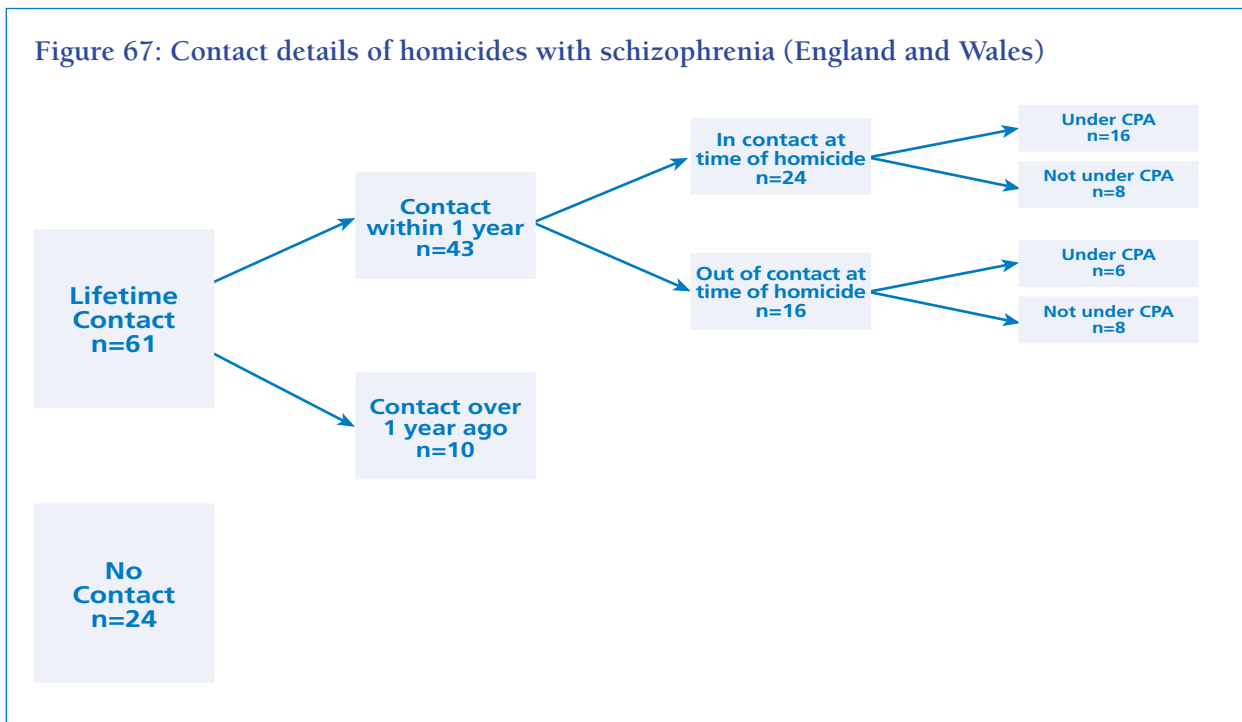 Figure 67: Contact details of homicides with schizophrenia (England and Wales)
Lifetime
Contact
n=61
Contact
within 1 year
n=43
In contact at
time of homicide
n=24
Under CPA
n=16
Not under CPA
n=8
Out of contact at
time of homicide
n=16
Under CPA
n=6
Not under CPA
n=8
Contact over
1 year ago
n=10
No
Contact
n=24